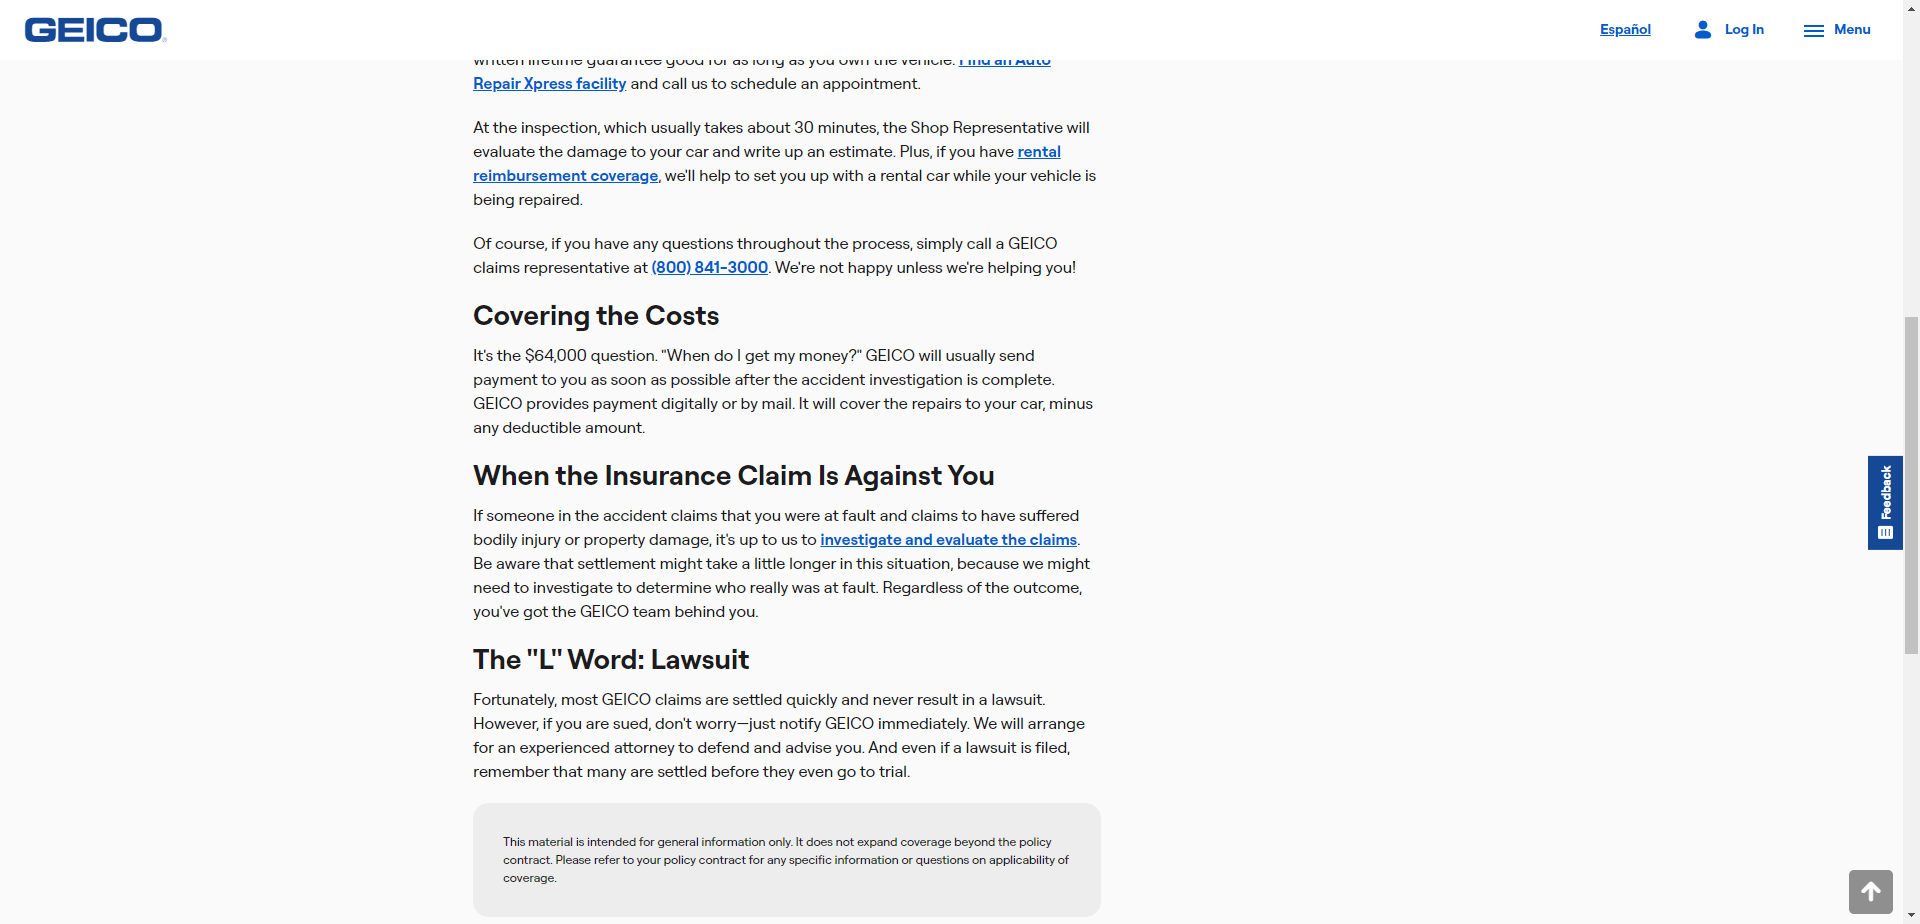 GEICO
Español
Log In
Menu
written lifetime guarantee good for as long as you own the vehicle. Find an Auto
Repair Xpress facility and call us to schedule an appointment.
At the inspection, which usually takes about 30 minutes, the Shop Representative will
evaluate the damage to your car and write up an estimate. Plus, if you have rental
reimbursement coverage, we'll help to set you up with a rental car while your vehicle is
being repaired.
Of course, if you have any questions throughout the process, simply call a GEICO
claims representative at (800) 841-3000. We're not happy unless we're helping you!
Covering the Costs
It's the $64,000 question. "When do I get my money?" GEICO will usually send
payment to you as soon as possible after the accident investigation is complete.
GEICO provides payment digitally or by mail. It will cover the repairs to your car, minus
any deductible amount.
When the Insurance Claim Is Against You
If someone in the accident claims that you were at fault and claims to have suffered
bodily injury or property damage, it's up to us to investigate and evaluate the claims.
Be aware that settlement might take a little longer in this situation, because we might
need to investigate to determine who really was at fault. Regardless of the outcome,
you've got the GEICO team behind you.
Feedback
The "L" Word: Lawsuit
Fortunately, most GEICO claims are settled quickly and never result in a lawsuit.
However, if you are sued, don't worry—just notify GEICO immediately. We will arrange
for an experienced attorney to defend and advise you. And even if a lawsuit is filed,
remember that many are settled before they even go to trial.
This material is intended for general information only. It does not expand coverage beyond the policy
contract. Please refer to your policy contract for any specific information or questions on applicability of
coverage.